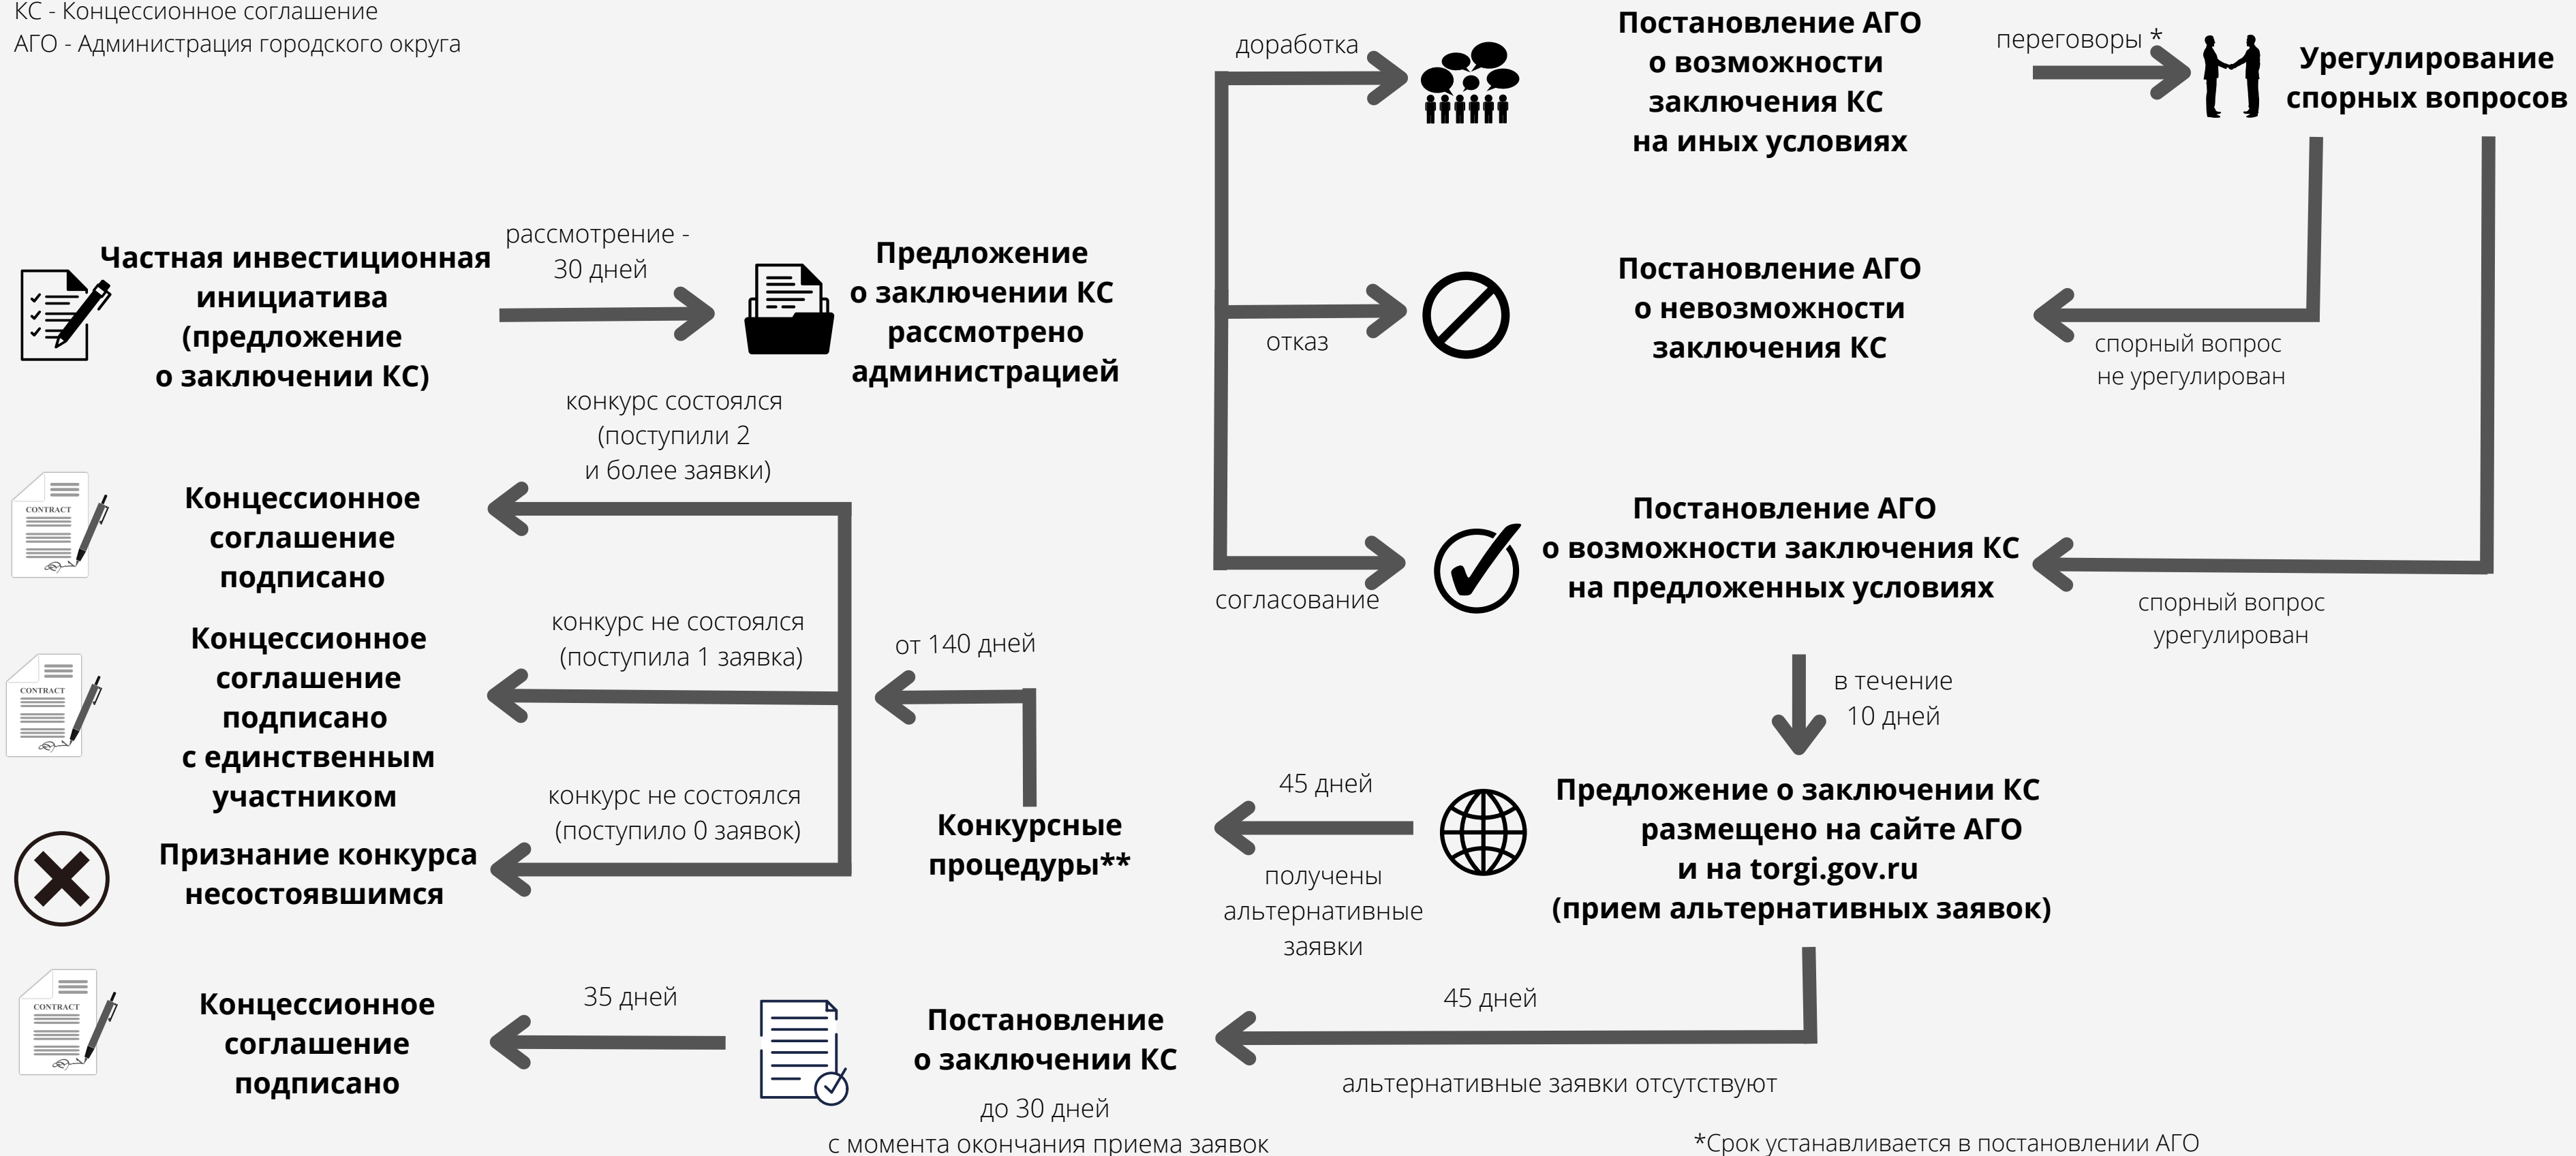 КС - Концессионное соглашение
АГО - Администрация городского округа
доработка
Постановление АГО
о возможности
заключения КС
на иных условиях
переговоры *
Урегулирование
спорных вопросов
Частная инвестиционная
инициатива
(предложение
о заключении КС)
рассмотрение -
30 дней
Предложение
о заключении КС
рассмотрено
администрацией
отказ
Постановление АГО
о невозможности
заключения КС
спорный вопрос
не урегулирован
согласование
Постановление АГО
о возможности заключения КС
на предложенных условиях
спорный вопрос
урегулирован
в течение
10 дней
Предложение о заключении КС
размещено на сайте АГО
и на torgi.gov.ru
(прием альтернативных заявок)
45 дней
получены
альтернативные
заявки
Конкурсные
процедуры**
от 140 дней
конкурс состоялся
(поступили 2
и более заявки)
CONTRACT
Концессионное
соглашение
подписано
конкурс не состоялся
(поступила 1 заявка)
CONTRACT
Концессионное
соглашение
подписано
с единственным
участником
конкурс не состоялся
(поступило 0 заявок)
Признание конкурса
несостоявшимся
45 дней
альтернативные заявки отсутствуют
Постановление
о заключении КС
до 30 дней
с момента окончания приема заявок
35 дней
CONTRACT
Концессионное
соглашение
подписано
*Срок устанавливается в постановлении АГО